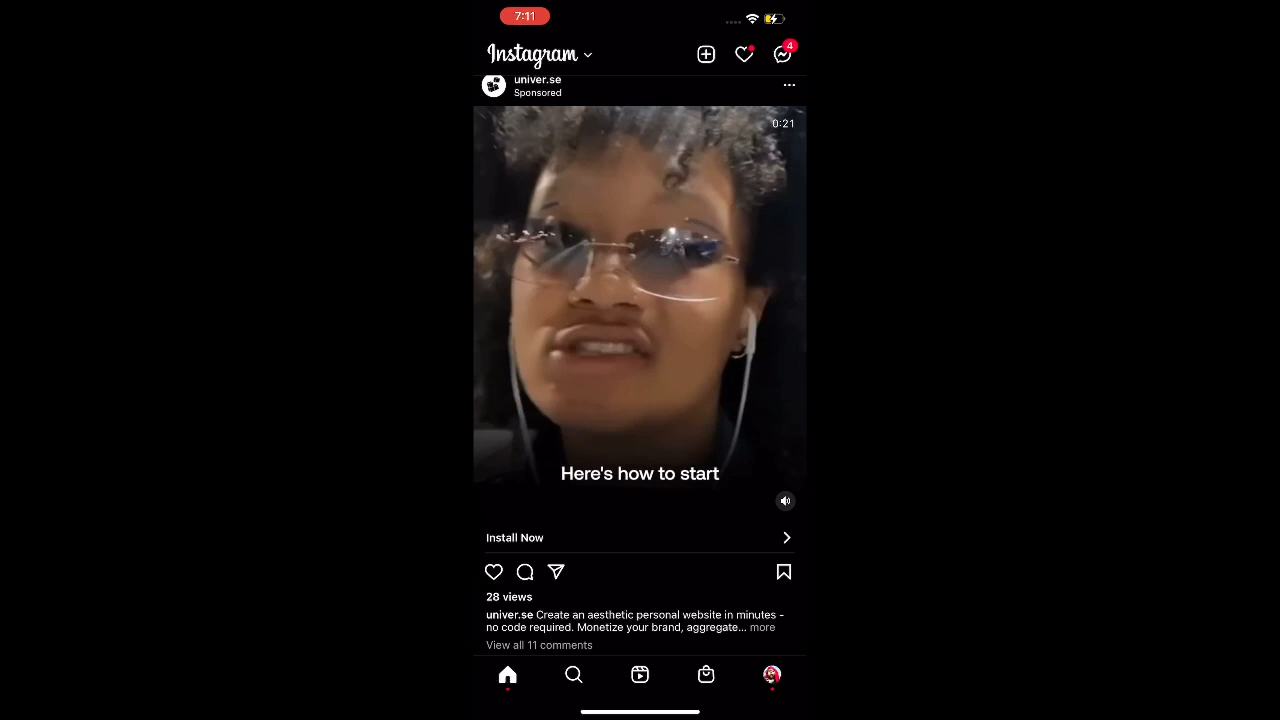 7:11
Instagram
4
univer.se
Sponsored
0:21
Here's how to start
Install Now
28 views
univer.se Create an aesthetic personal website in minutes -
no code required. Monetize your brand, aggregate... more
View all 11 comments